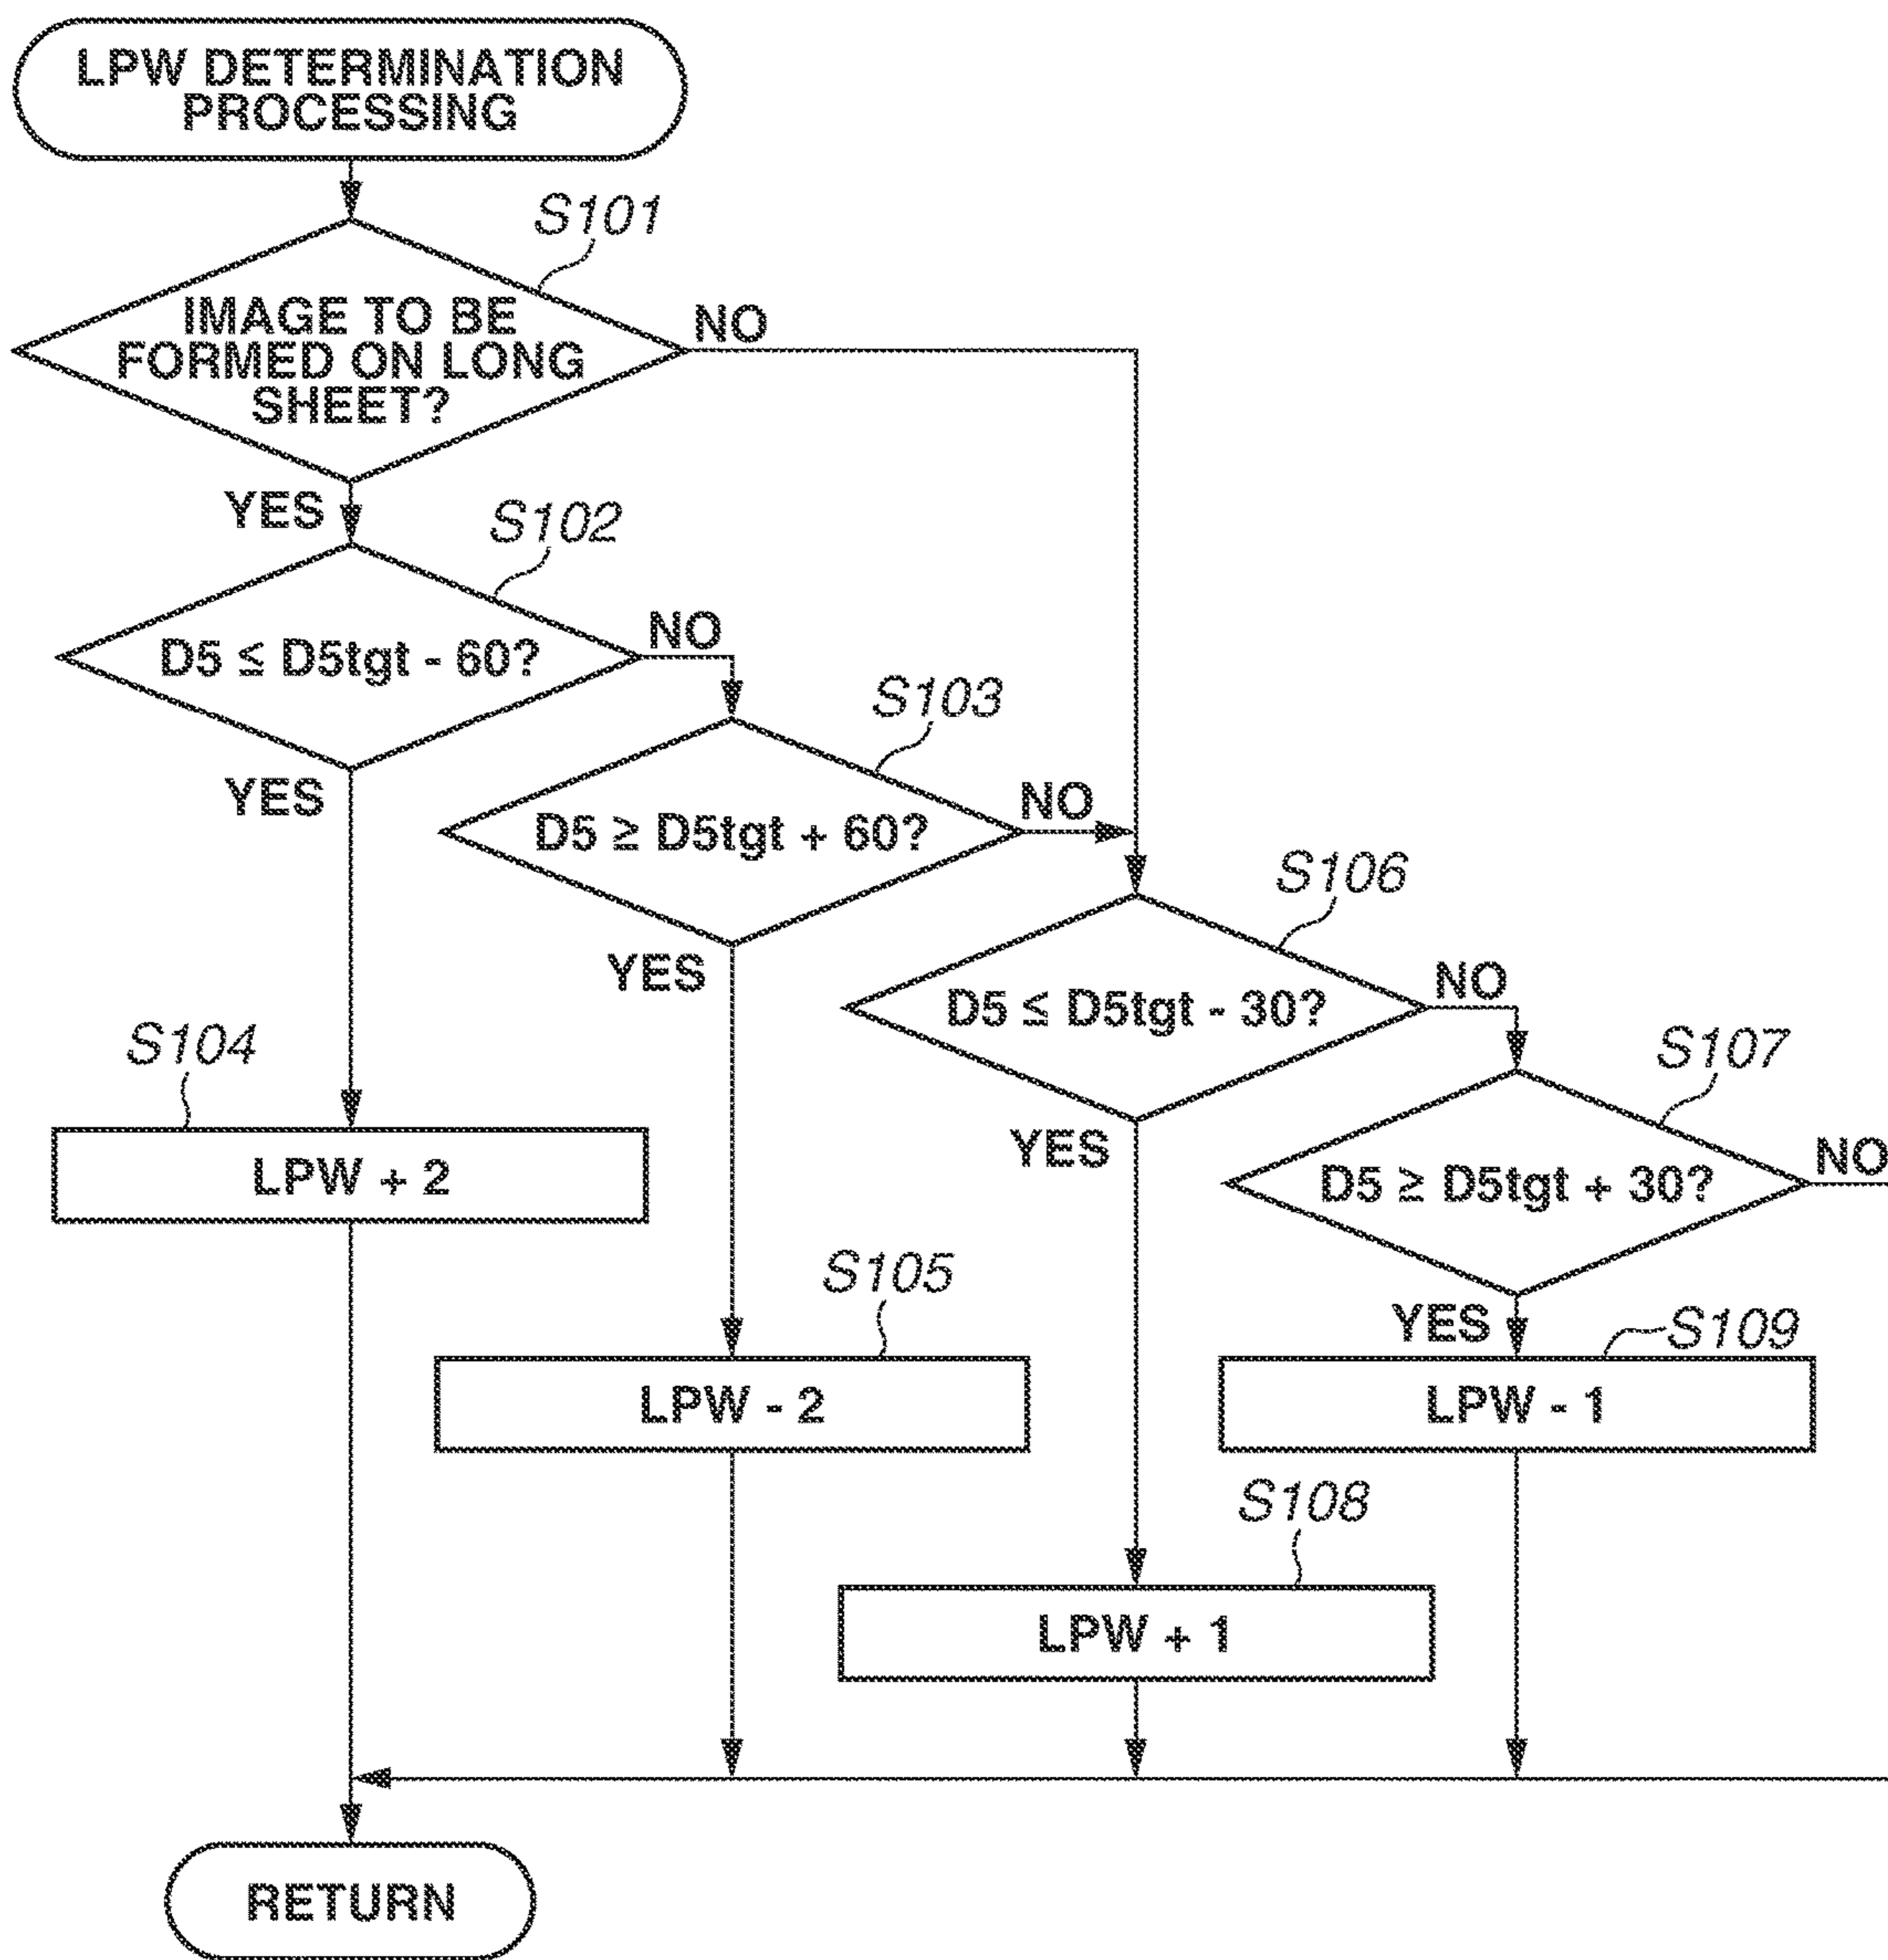 LPW DETERMINATION
PROCESSING
S101
IMAGE TO BE
FORMED ON LONG
SHEET?
NO
YES
S102
D5 ≤ D5tgt - 60?
NO
YES
S103
D5 ≥ D5tgt + 60?
NO
YES
S106
D5 ≤ D5tgt - 30?
NO
YES
S107
D5 ≥ D5tgt + 30?
NO
YES
S104
LPW + 2
S105
LPW - 2
S109
LPW - 1
S108
LPW + 1
RETURN